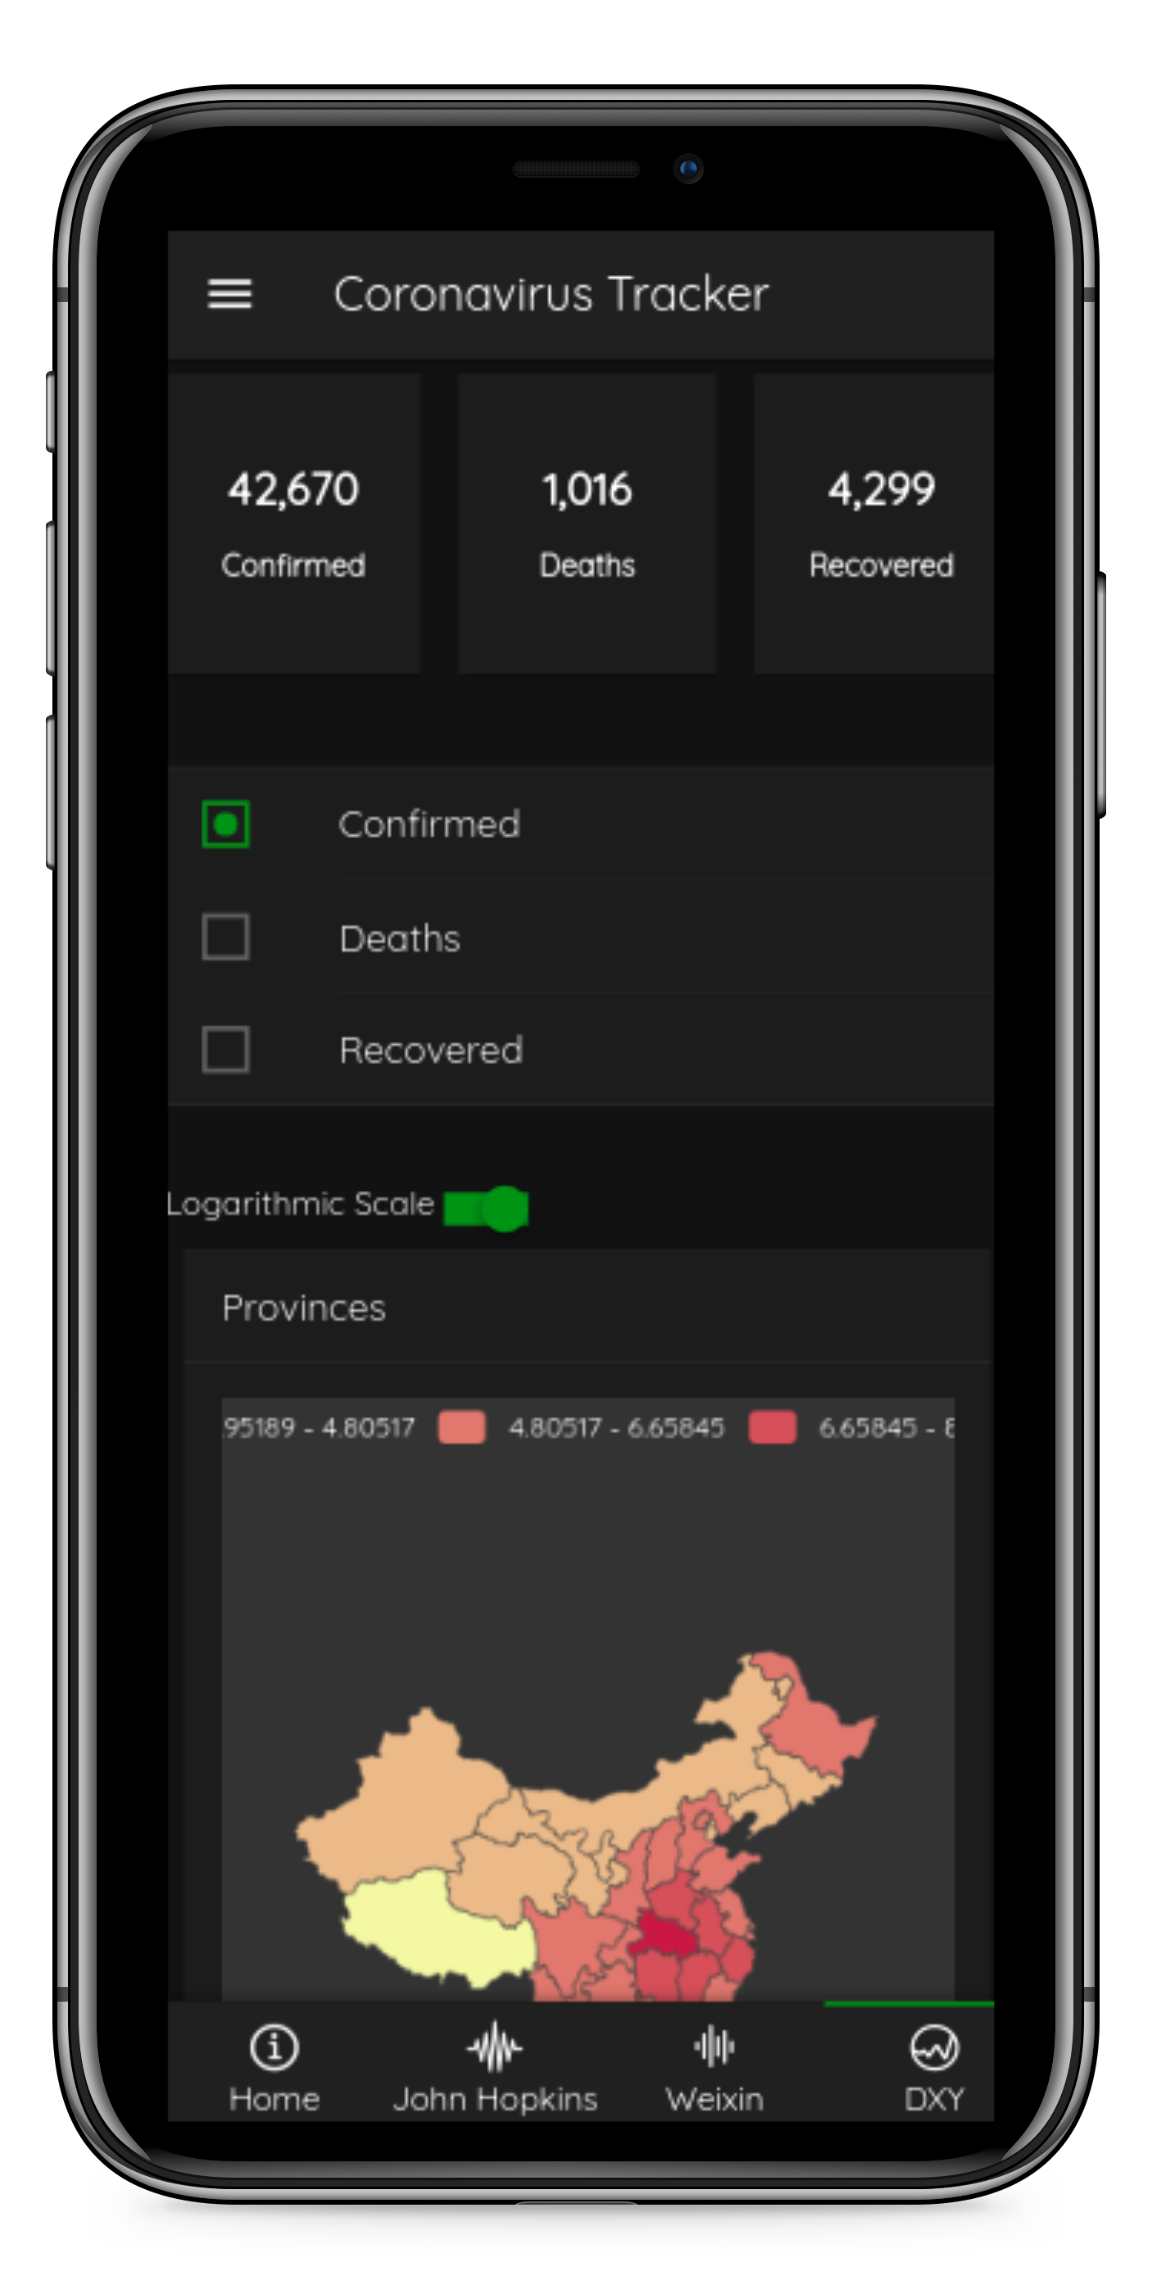 Coronavirus Tracker
42,670 1,016 4,299
Confirmed Deaths Recovered
Confirmed
Deaths
Recovered
Logarithmic Scale
Provinces
95189 - 4.80517 4.80517 - 6.65845 6.65845 -
Home John Hopkins Weixin DXY